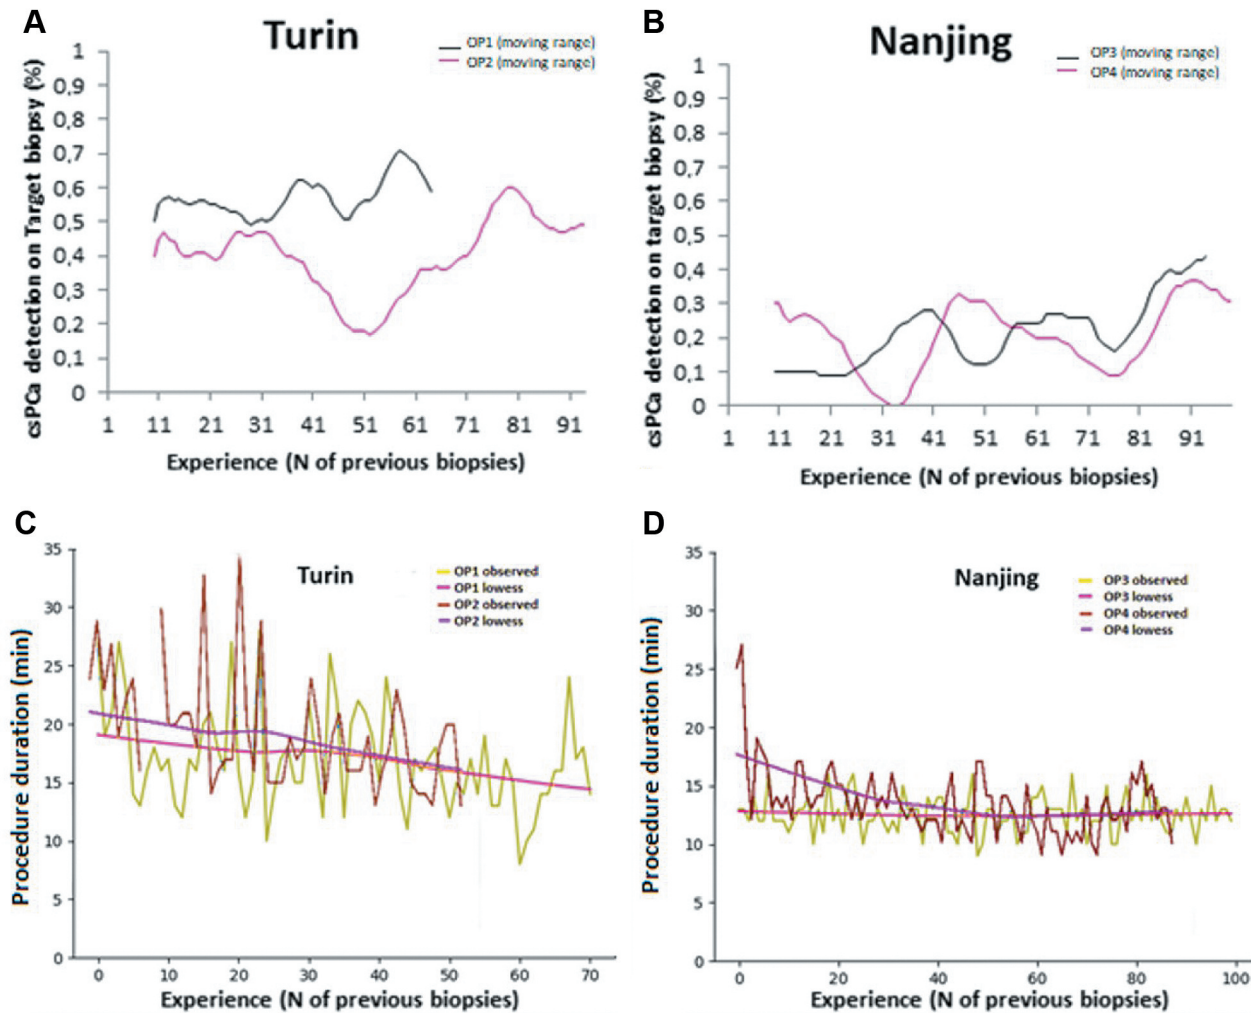 A
Turin
OP1 (moving range)
OP2 (moving range)
csPCa detection on Target biopsy (%)
1
0,9
0,8
0,7
0,6
0,5
0,4
0,3
0,2
0,1
0
1 11 21 31 41 51 61 71 81 91
Experience (N of previous biopsies)
B
Nanjing
OP3 (moving range)
OP4 (moving range)
csPCa detection on target biopsy (%)
1
0,9
0,8
0,7
0,6
0,5
0,4
0,3
0,2
0,1
0
1 11 21 31 41 51 61 71 81 91
Experience (N of previous biopsies)
C
Turin
OP1 observed
OP1 lowess
OP2 observed
OP2 lowess
Procedure duration (min)
35
30
25
20
15
10
5
0
0 10 20 30 40 50 60 70
Experience (N of previous biopsies)
D
Nanjing
OP3 observed
OP3 lowess
OP4 observed
OP4 lowess
Procedure duration (min)
35
30
25
20
15
10
5
0
0 20 40 60 80 100
Experience (N of previous biopsies)